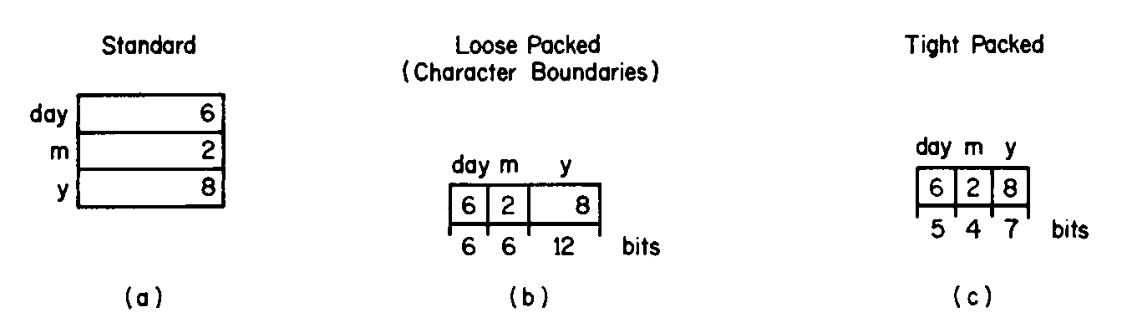 Standard
day 6
m 2
y 8
(a)
Loose Packed
(Character Boundaries)
day m y
6 2 8
6 6 12 bits
(b)
Tight Packed
day m y
6 2 8
5 4 7 bits
(c)